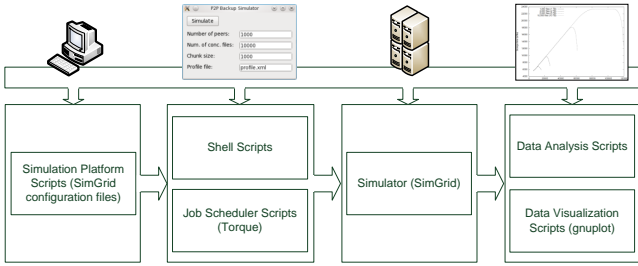 P2P Backup Simulator
Simulate
Number of peers: 1000
Num. of conc. files: 10000
Chunk size: 1000
Profile file: profile.xml
Simulation Platform
Scripts (SimGrid
configuration files)
Shell Scripts
Job Scheduler Scripts
(Torque)
Simulator (SimGrid)
Data Analysis Scripts
Data Visualization
Scripts (gnuplot)